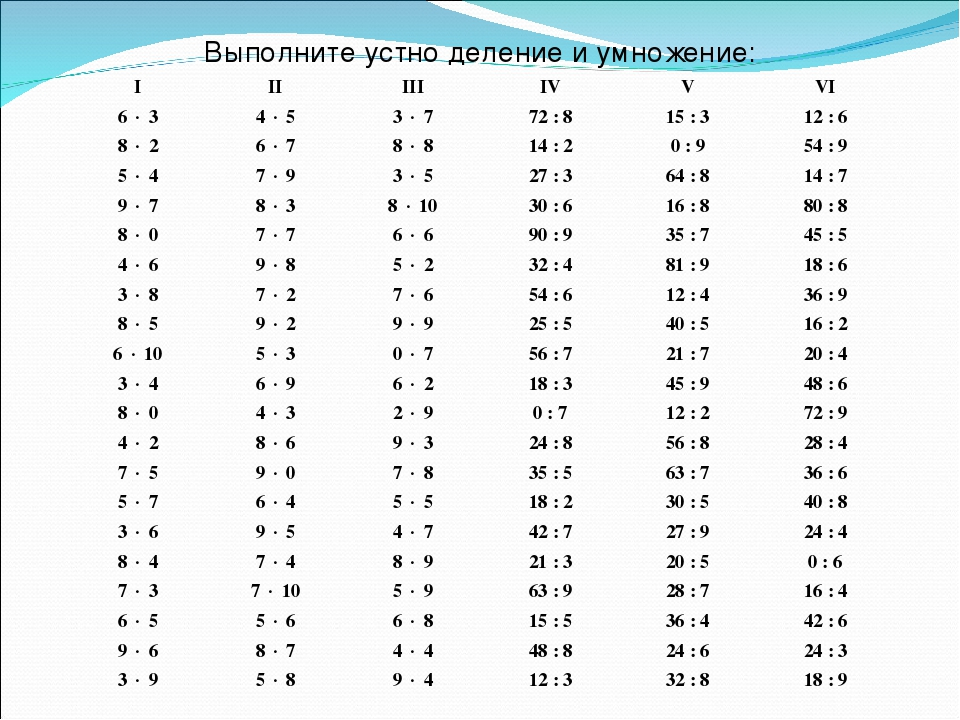 Выполните устно деление и умножение:
I II III IV V VI
6 · 3 4 · 5 3 · 7 72 : 8 15 : 3 12 : 6
8 · 2 6 · 7 8 · 8 14 : 2 0 : 9 54 : 9
5 · 4 7 · 9 3 · 5 27 : 3 64 : 8 14 : 7
9 · 7 8 · 3 8 · 10 30 : 6 16 : 8 80 : 8
8 · 0 7 · 7 6 · 6 90 : 9 35 : 7 45 : 5
4 · 6 9 · 8 5 · 2 32 : 4 81 : 9 18 : 6
3 · 8 7 · 2 7 · 6 54 : 6 12 : 4 36 : 9
8 · 5 9 · 2 9 · 9 25 : 5 40 : 5 16 : 2
6 · 10 5 · 3 0 · 7 56 : 7 21 : 7 20 : 4
3 · 4 6 · 9 6 · 2 18 : 3 45 : 9 48 : 6
8 · 0 4 · 3 2 · 9 0 : 7 12 : 2 72 : 9
4 · 2 8 · 6 9 · 3 24 : 8 56 : 8 28 : 4
7 · 5 9 · 0 7 · 8 35 : 5 63 : 7 36 : 6
5 · 7 6 · 4 5 · 5 18 : 2 30 : 5 40 : 8
3 · 6 9 · 5 4 · 7 42 : 7 27 : 9 24 : 4
8 · 4 7 · 4 8 · 9 21 : 3 20 : 5 0 : 6
7 · 3 7 · 10 5 · 9 63 : 9 28 : 7 16 : 4
6 · 5 5 · 6 6 · 8 15 : 5 36 : 4 42 : 6
9 · 6 8 · 7 4 · 4 48 : 8 24 : 6 24 : 3
3 · 9 5 · 8 9 · 4 12 : 3 32 : 8 18 : 9